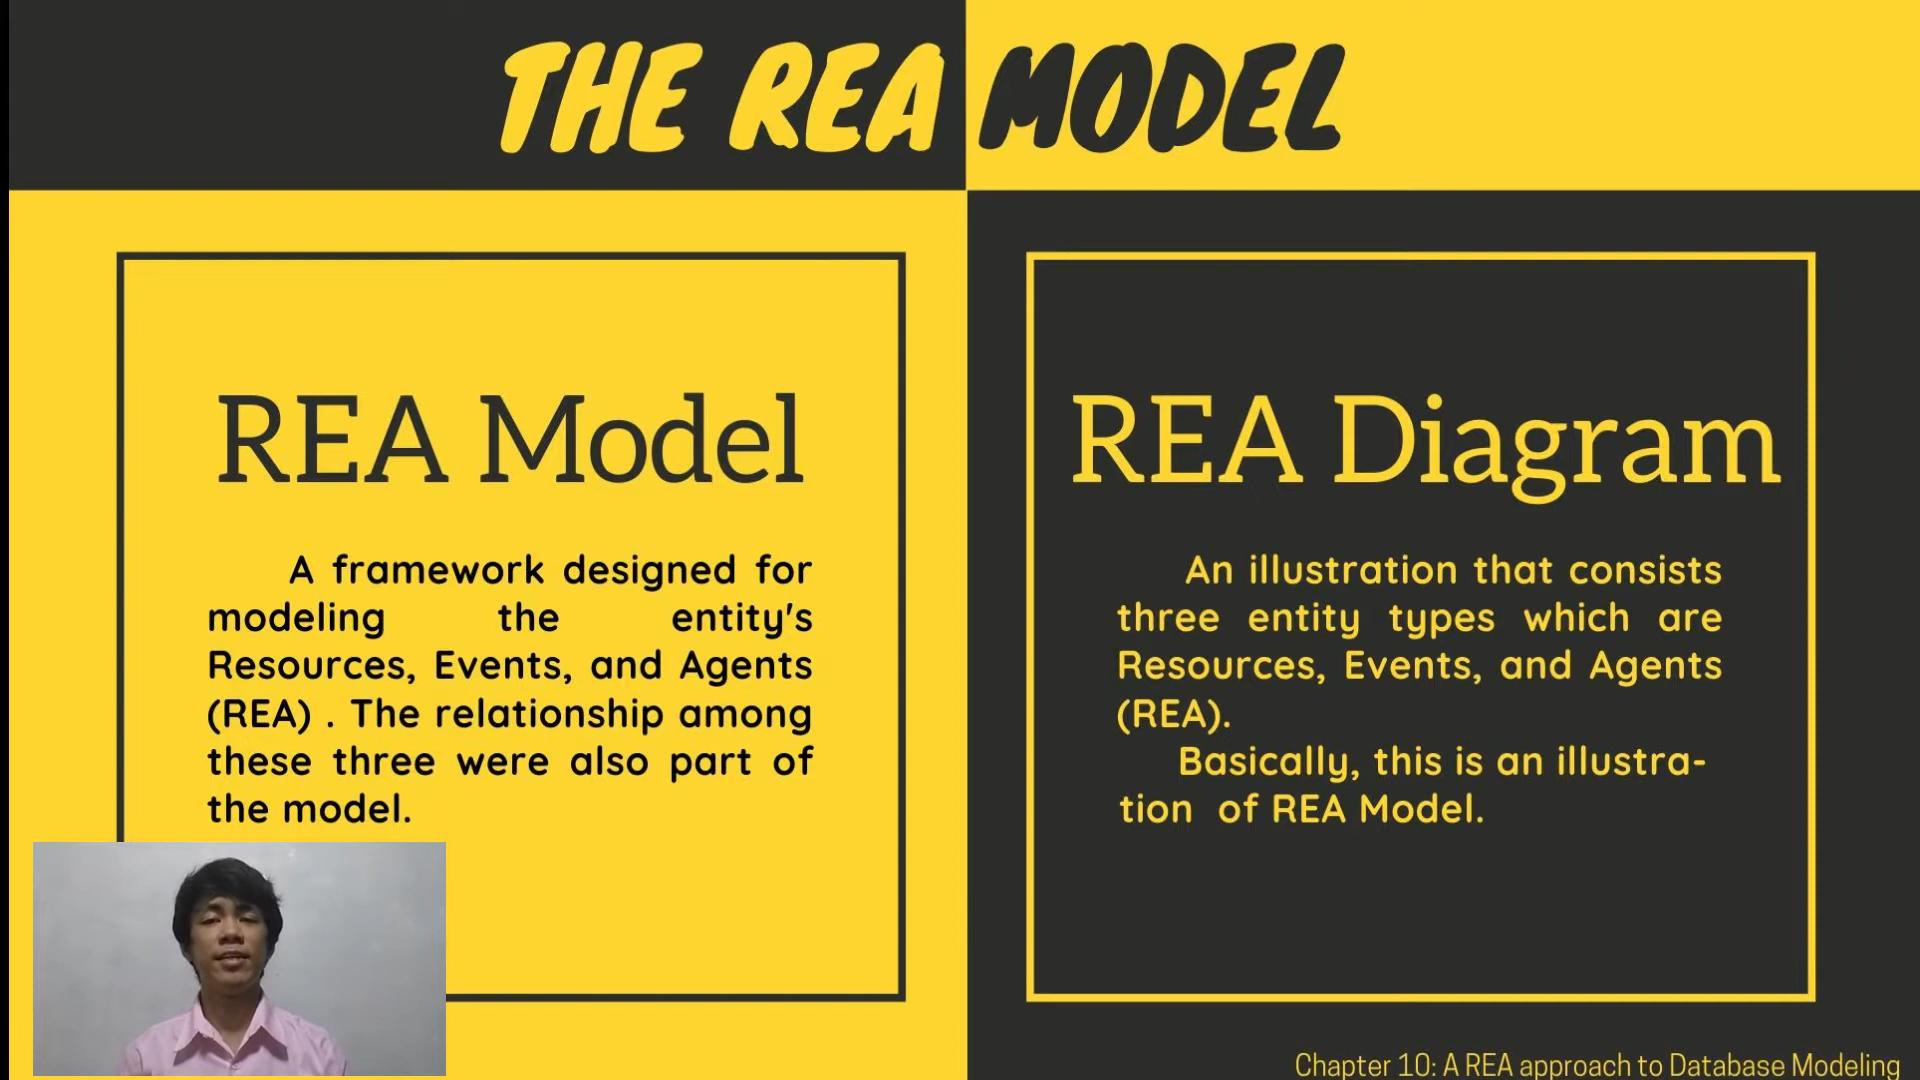 THE REA MODEL
REA Model
A framework designed for
modeling the entity's
Resources, Events, and Agents
(REA) . The relationship among
these three were also part of
the model.
REA Diagram
An illustration that consists
three entity types which are
Resources, Events, and Agents
(REA).
Basically, this is an illustra-
tion of REA Model.
Chapter 10: A REA approach to Database Modeling